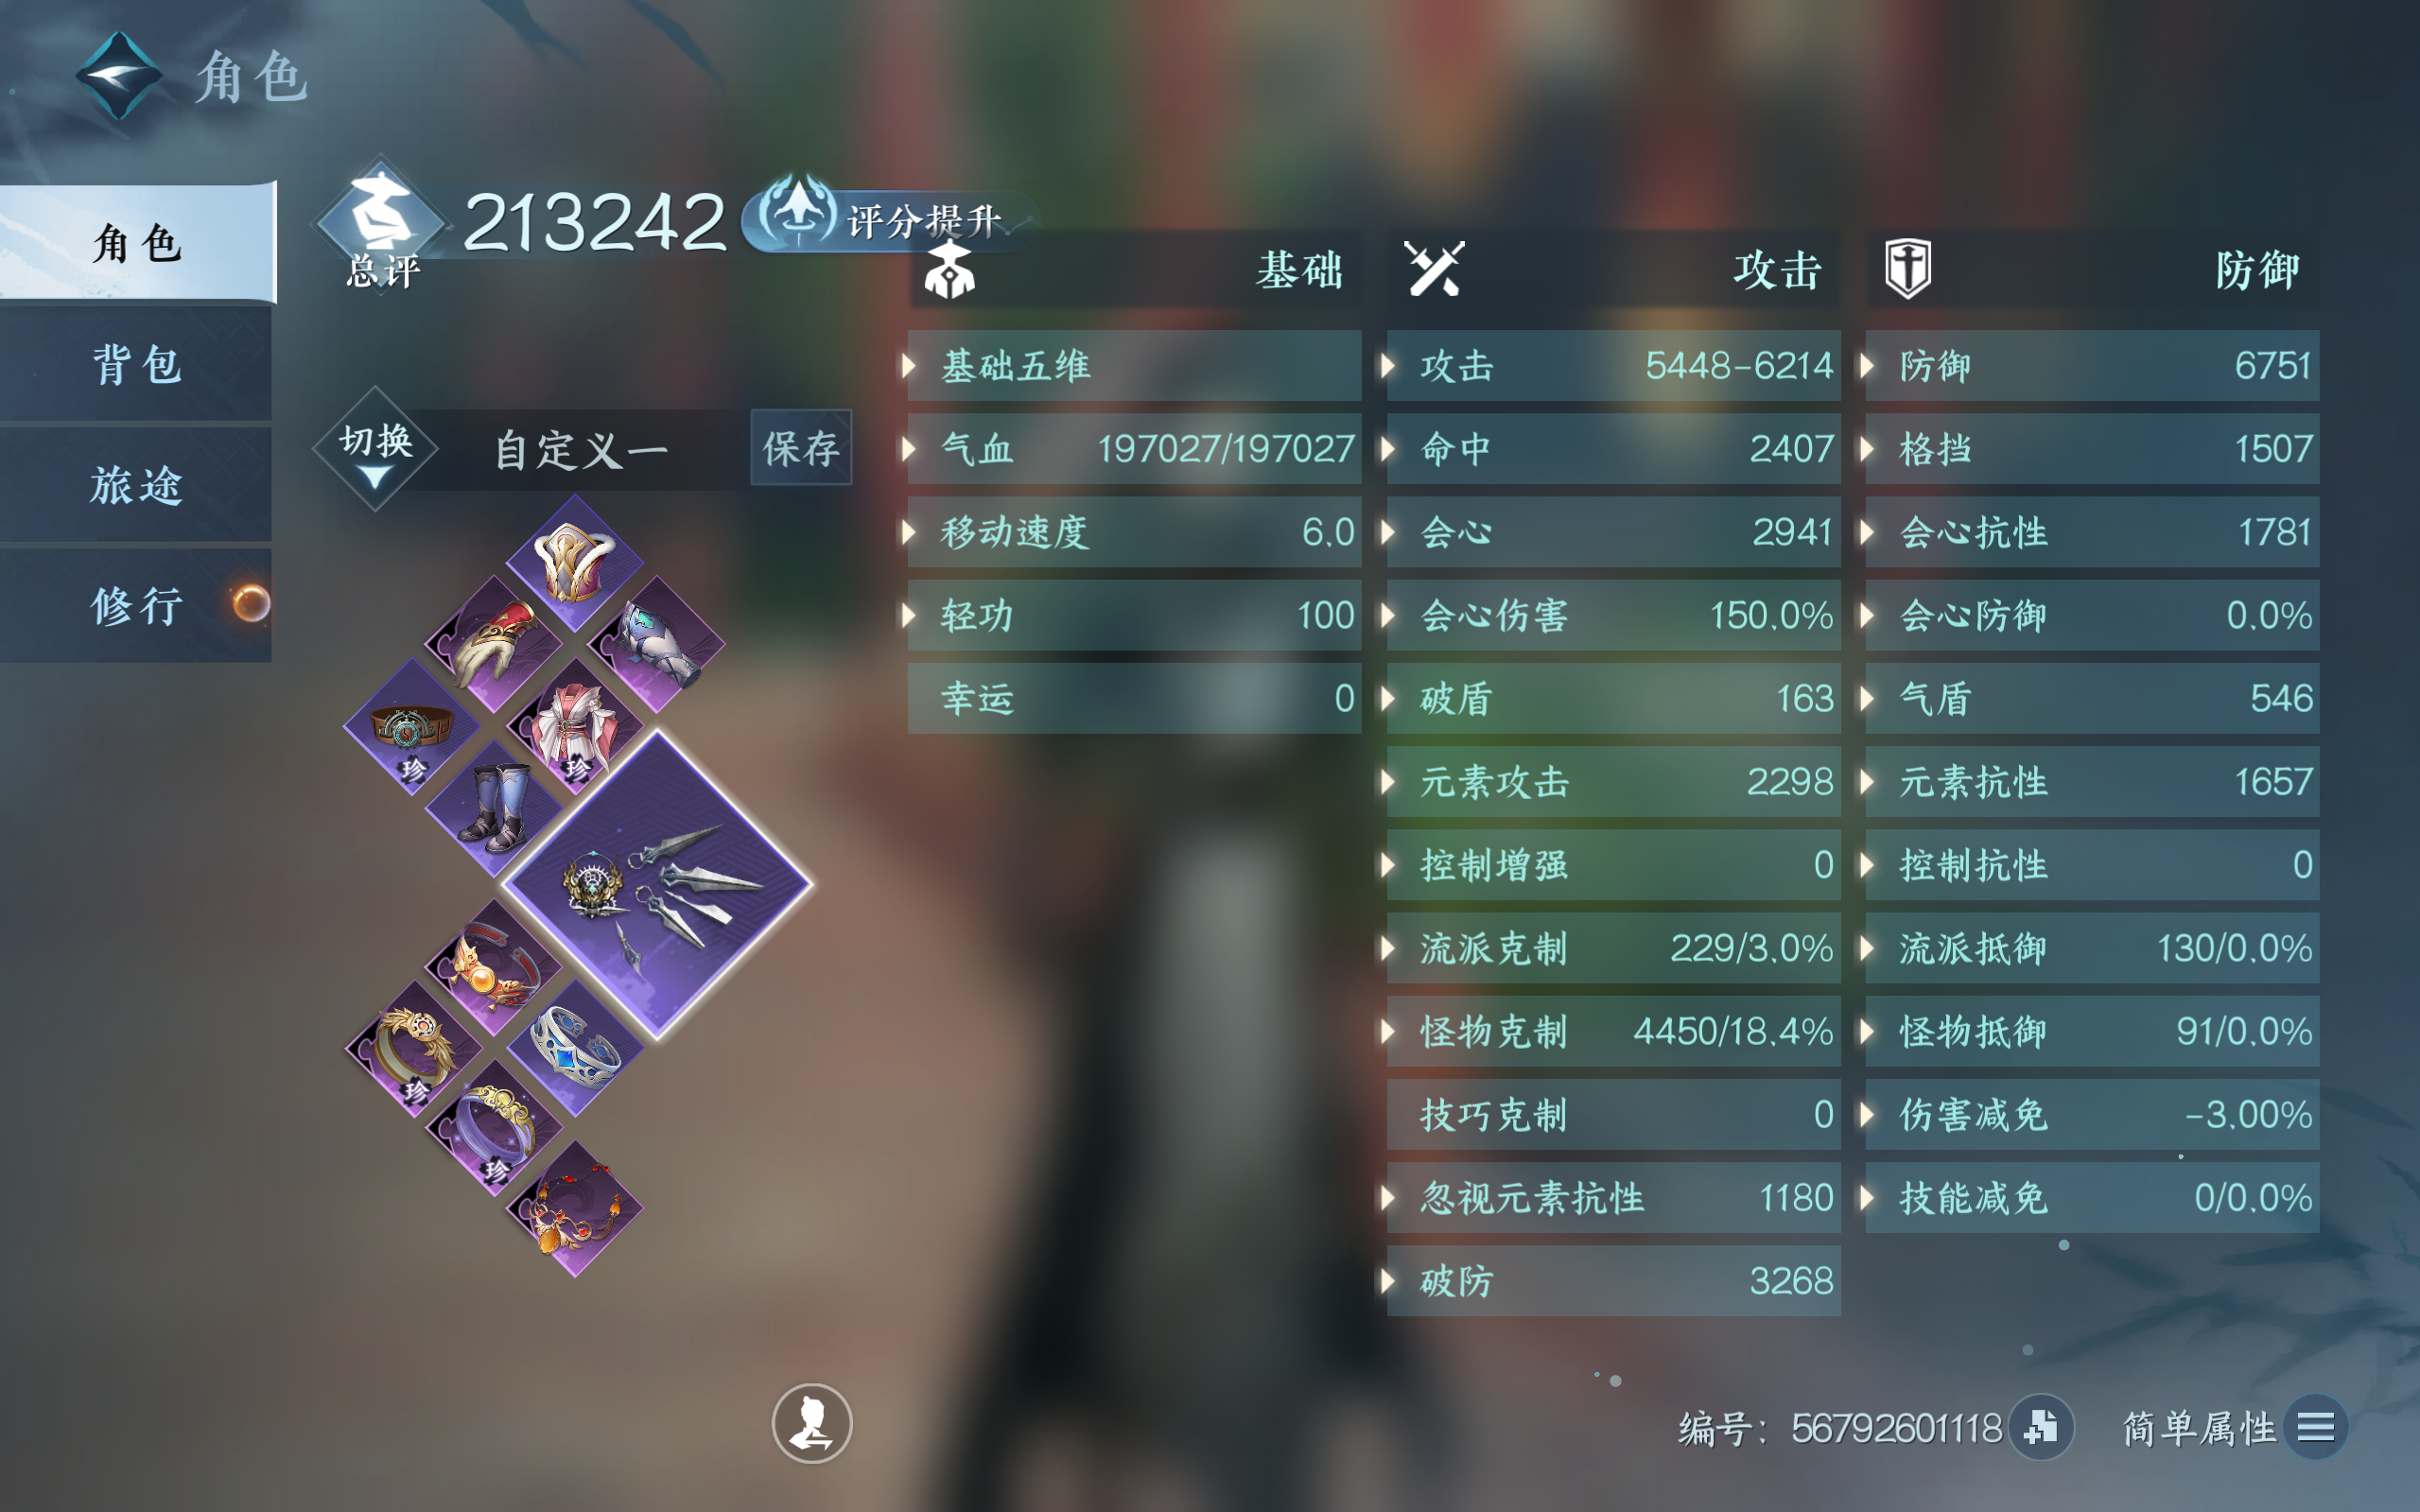 角色
角色
背包
旅途
修行
总评
213242
评分提升
切换
自定义一
保存
珍
珍
珍
珍
基础
基础五维
气血 197027/197027
移动速度 6.0
轻功 100
幸运 0
攻击
攻击 5448-6214
命中 2407
会心 2941
会心伤害 150.0%
破盾 163
元素攻击 2298
控制增强 0
流派克制 229/3.0%
怪物克制 4450/18.4%
技巧克制 0
忽视元素抗性 1180
破防 3268
防御
防御 6751
格挡 1507
会心抗性 1781
会心防御 0.0%
气盾 546
元素抗性 1657
控制抗性 0
流派抵御 130/0.0%
怪物抵御 91/0.0%
伤害减免 -3.00%
技能减免 0/0.0%
编号：56792601118
简单属性